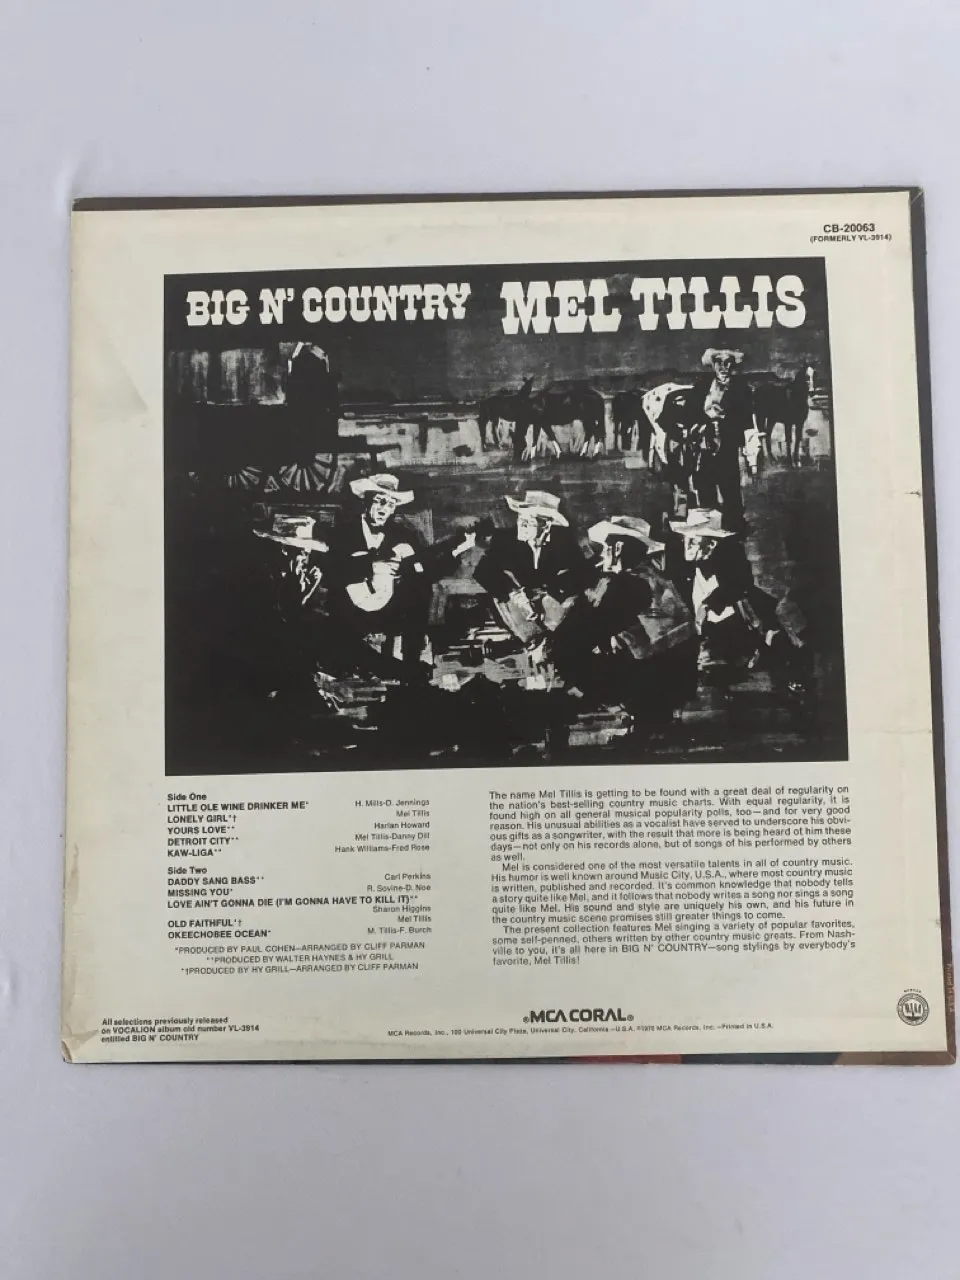 CB-20063
(FORMERLY VL-3914)
BIG N' COUNTRY MEL TILLIS
Side One
LITTLE OLE WINE DRINKER ME* H. Mills-D. Jennings
LONELY GIRL*† Mel Tillis
YOURS LOVE** Harlan Howard
DETROIT CITY** Mel Tillis-Danny Dill
KAW-LIGA** Hank Williams-Fred Rose
Side Two
DADDY SANG BASS** Carl Perkins
MISSING YOU* R. Sovine-D. Noe
LOVE AIN'T GONNA DIE (I'M GONNA HAVE TO KILL IT)**
Sharon Higgins
OLD FAITHFUL*† Mel Tillis
OKEECHOBEE OCEAN* M. Tillis-F. Burch
*PRODUCED BY PAUL COHEN—ARRANGED BY CLIFF PARMAN
**PRODUCED BY WALTER HAYNES & HY GRILL
*†PRODUCED BY HY GRILL—ARRANGED BY CLIFF PARMAN
The name Mel Tillis is getting to be found with a great deal of regularity on
the nation's best-selling country music charts. With equal regularity, it is
found high on all general musical popularity polls, too—and for very good
reason. His unusual abilities as a vocalist have served to underscore his obvi-
ous gifts as a songwriter, with the result that more is being heard of him these
days—not only on his records alone, but of songs of his performed by others
as well.
Mel is considered one of the most versatile talents in all of country music.
His humor is well known around Music City, U.S.A., where most country music
is written, published and recorded. It's common knowledge that nobody tells
a story quite like Mel, and it follows that nobody writes a song nor sings a song
quite like Mel. His sound and style are uniquely his own, and his future in
the country music scene promises still greater things to come.
The present collection features Mel singing a variety of popular favorites,
some self-penned, others written by other country music greats. From Nash-
ville to you, it's all here in BIG N' COUNTRY—song stylings by everybody's
favorite, Mel Tillis!
All selections previously released
on VOCALION album old number VL-3914
entitled BIG N' COUNTRY
®MCA CORAL®
MCA Records, Inc., 100 Universal City Plaza, Universal City, California—U.S.A. ©1973 MCA Records, Inc.—Printed in U.S.A.
Printed in U.S.A.